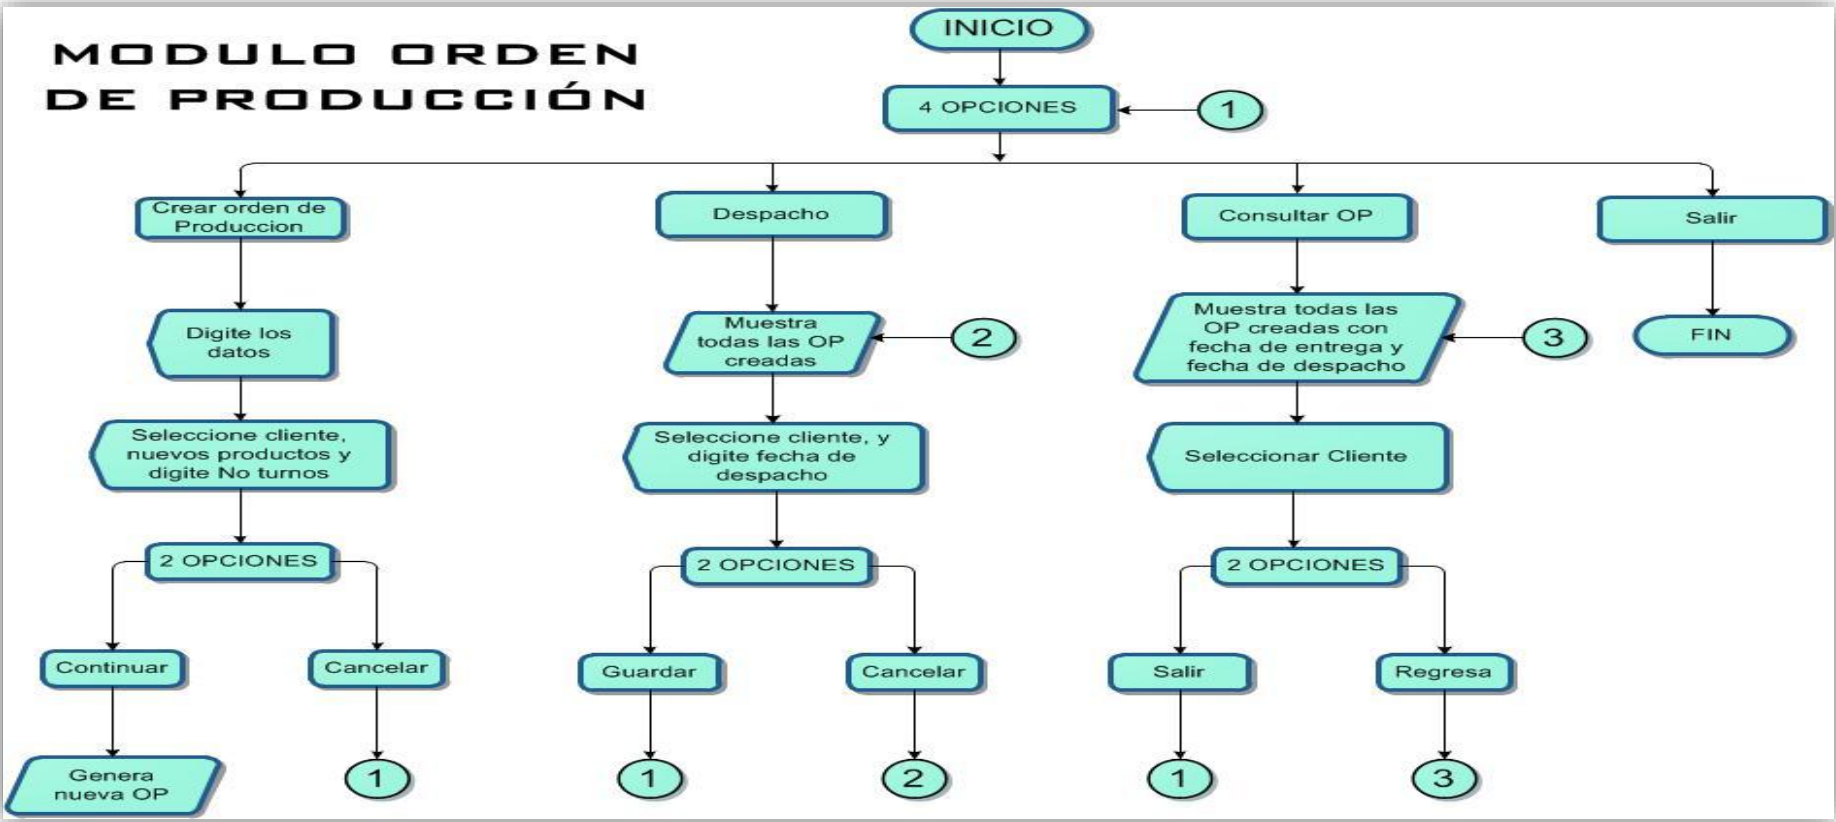 MODULO ORDEN
DE PRODUCCIÓN
INICIO
4 OPCIONES
1
Crear orden de
Produccion
Despacho
Consultar OP
Salir
Digite los
datos
Muestra
todas las OP
creadas
2
Muestra todas las
OP creadas con
fecha de entrega y
fecha de despacho
3
FIN
Seleccione cliente,
nuevos productos y
digite No turnos
Seleccione cliente, y
digite fecha de
despacho
Seleccionar Cliente
2 OPCIONES
2 OPCIONES
2 OPCIONES
Continuar
Cancelar
Guardar
Cancelar
Salir
Regresa
Genera
nueva OP
1
1
2
1
3